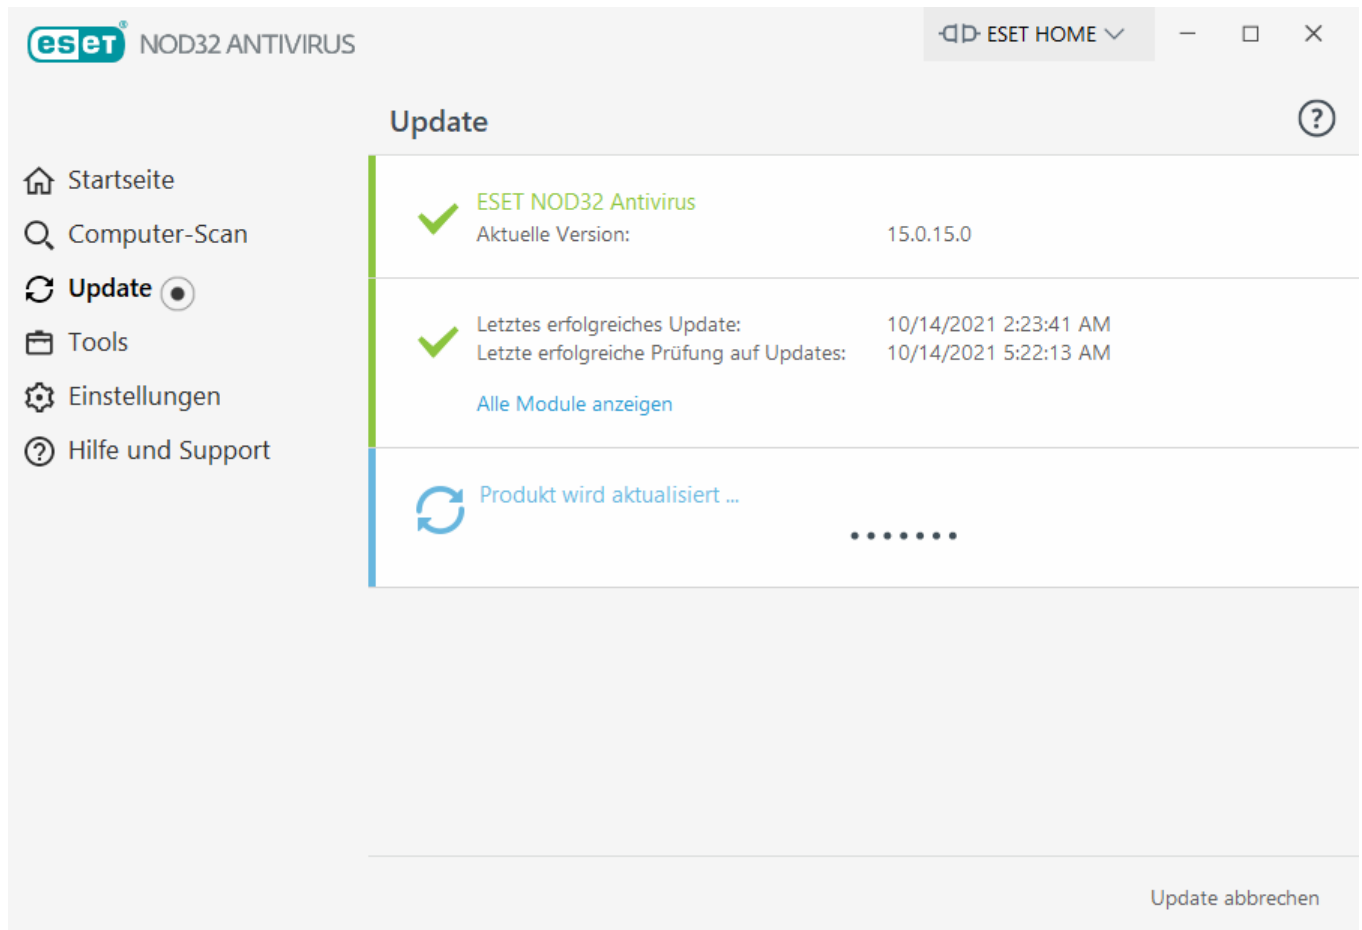 eset® NOD32 ANTIVIRUS
ESET HOME
Update
Startseite
Computer-Scan
Update
Tools
Einstellungen
Hilfe und Support
ESET NOD32 Antivirus
Aktuelle Version: 15.0.15.0
Letztes erfolgreiches Update: 10/14/2021 2:23:41 AM
Letzte erfolgreiche Prüfung auf Updates: 10/14/2021 5:22:13 AM
Alle Module anzeigen
Produkt wird aktualisiert ...
Update abbrechen